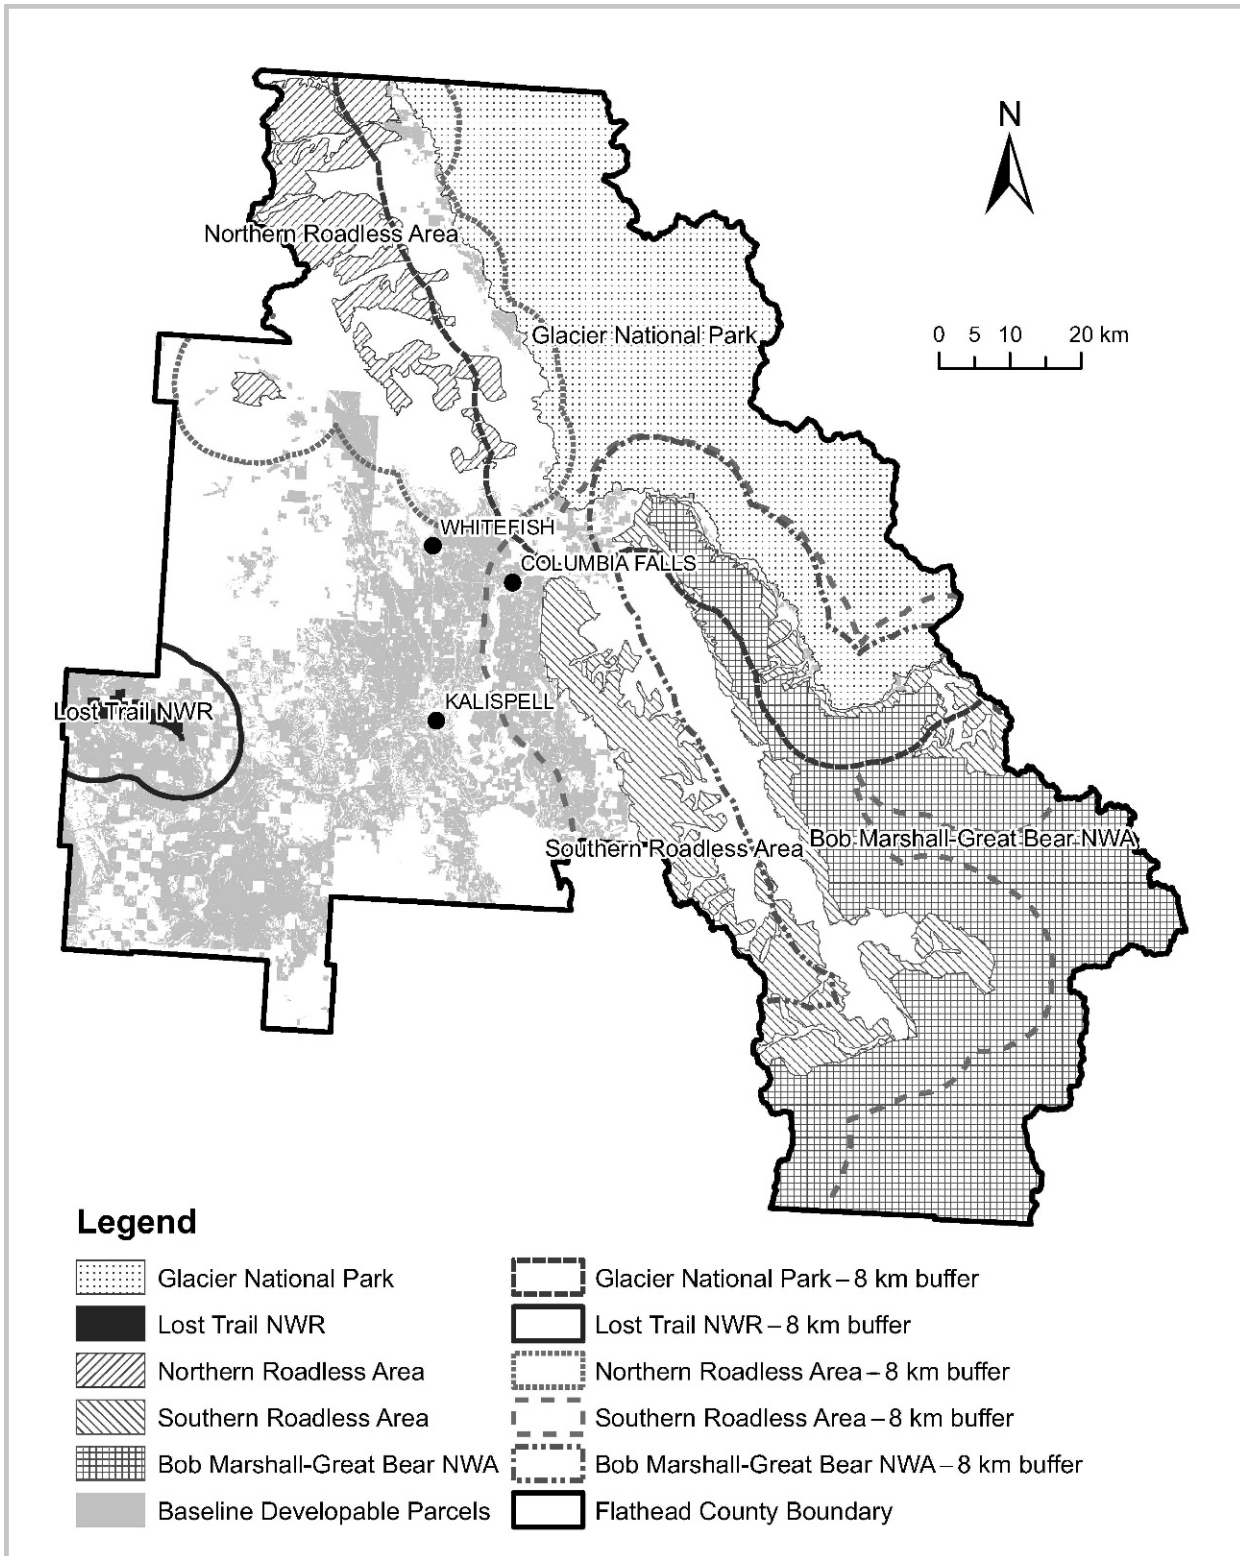 N
Northern Roadless Area
Glacier National Park
0 5 10 20 km
WHITEFISH
COLUMBIA FALLS
Lost Trail NWR
KALISPELL
Southern Roadless Area
Bob Marshall-Great Bear NWA
Legend
Glacier National Park
Lost Trail NWR
Northern Roadless Area
Southern Roadless Area
Bob Marshall-Great Bear NWA
Baseline Developable Parcels
Glacier National Park – 8 km buffer
Lost Trail NWR – 8 km buffer
Northern Roadless Area – 8 km buffer
Southern Roadless Area – 8 km buffer
Bob Marshall-Great Bear NWA – 8 km buffer
Flathead County Boundary